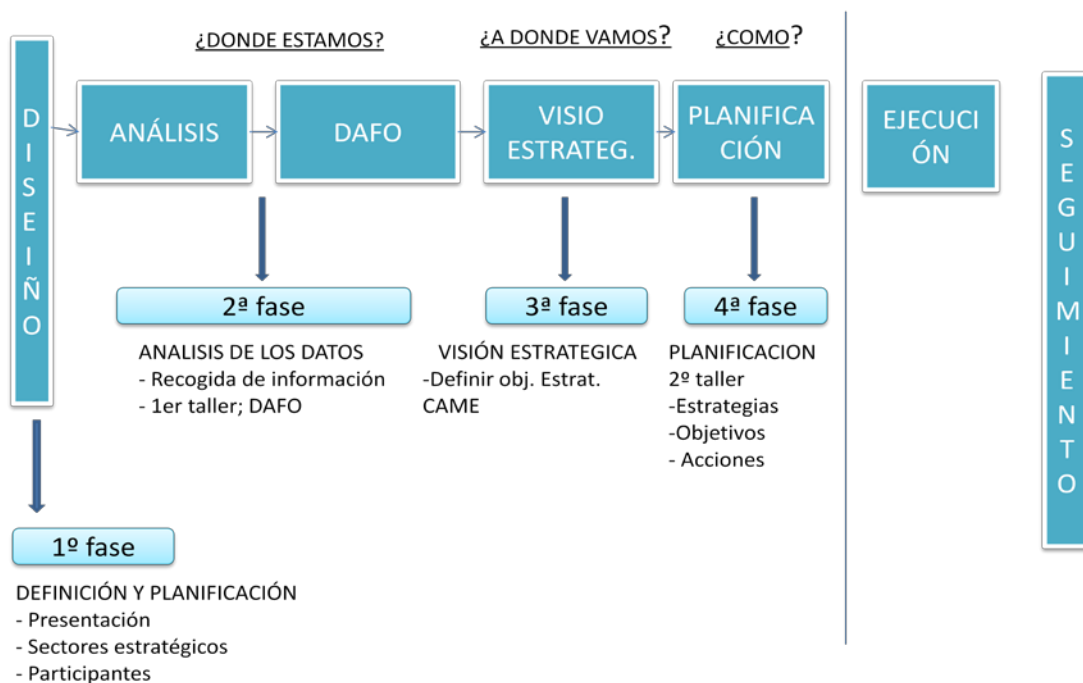 ¿DONDE ESTAMOS?
¿A DONDE VAMOS?
¿COMO?
DISEIÑO
ANÁLISIS
DAFO
VISIO
ESTRATEG.
PLANIFICA
CIÓN
EJECUCI
ÓN
SEGUIMIENTO
2ª fase
ANALISIS DE LOS DATOS
- Recogida de información
- 1er taller; DAFO
3ª fase
VISIÓN ESTRATEGICA
-Definir obj. Estrat.
CAME
4ª fase
PLANIFICACION
2º taller
-Estrategias
-Objetivos
- Acciones
1º fase
DEFINICIÓN Y PLANIFICACIÓN
- Presentación
- Sectores estratégicos
- Participantes